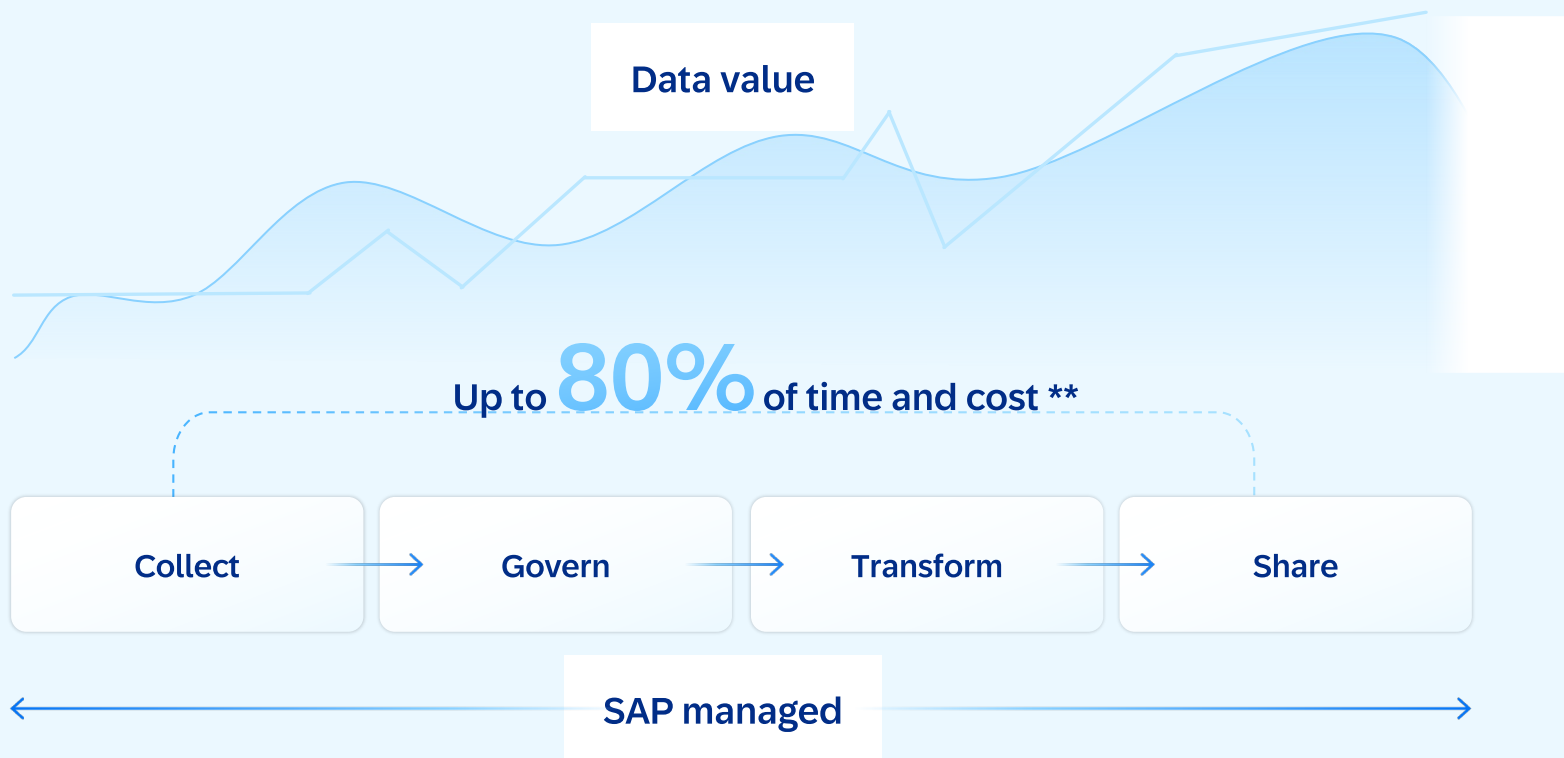 Data value
Up to 80% of time and cost **
Collect
Govern
Transform
Share
SAP managed